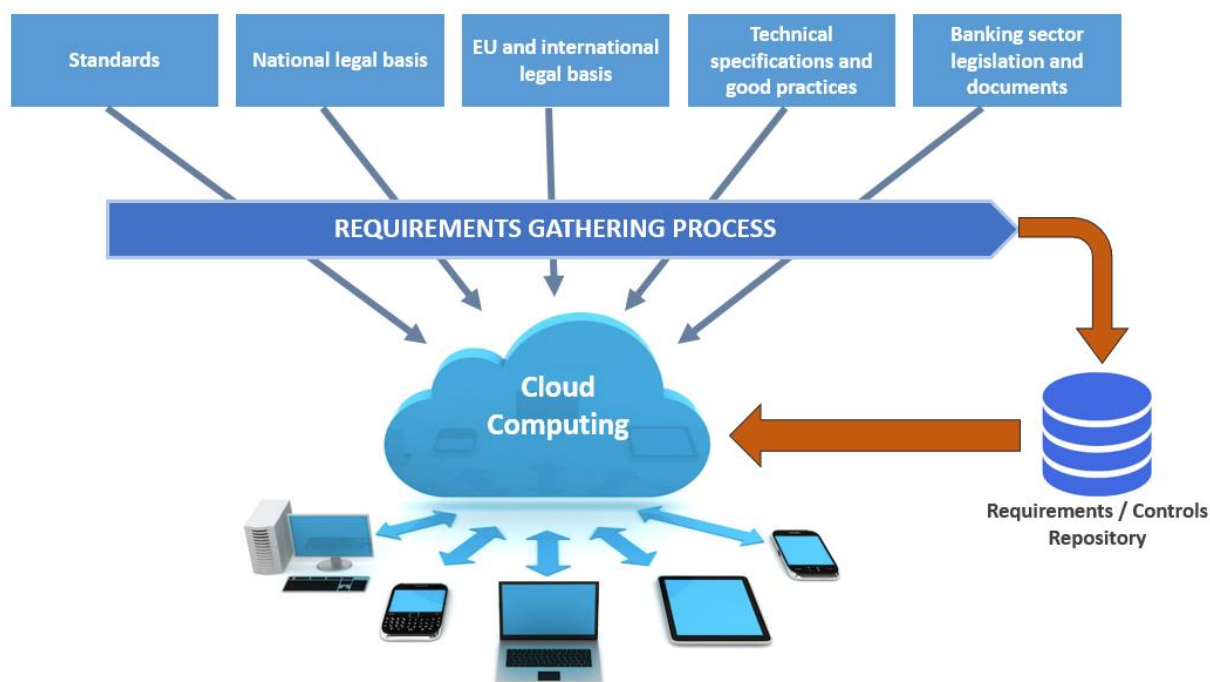 Standards
National legal basis
EU and international
legal basis
Technical
specifications and
good practices
Banking sector
legislation and
documents
REQUIREMENTS GATHERING PROCESS
Cloud
Computing
Requirements / Controls
Repository